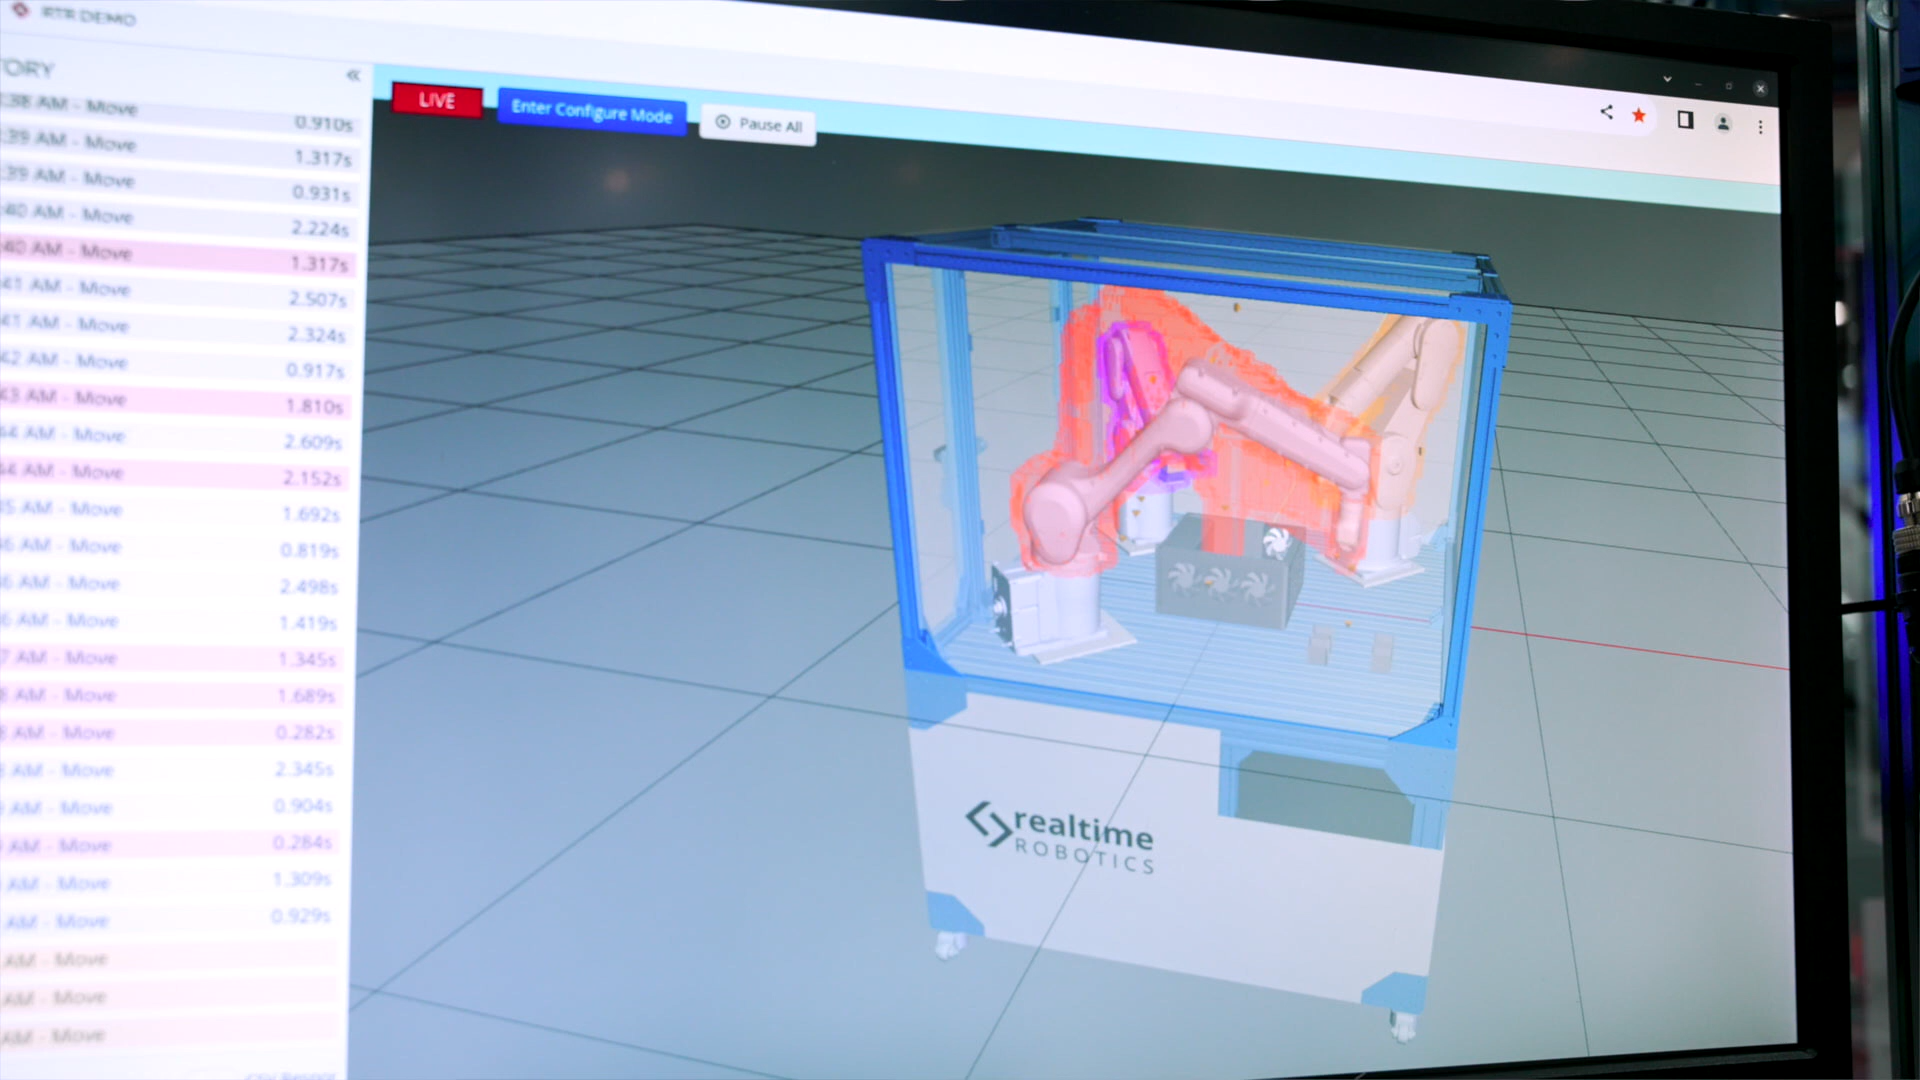 RTR DEMO
TORY
«
:38 AM - Move 0.910s
:39 AM - Move 1.317s
:39 AM - Move 0.931s
:40 AM - Move 2.224s
:40 AM - Move 1.317s
:41 AM - Move 2.507s
:41 AM - Move 2.324s
:42 AM - Move 0.917s
:43 AM - Move 1.810s
:44 AM - Move 2.609s
:44 AM - Move 2.152s
:45 AM - Move 1.692s
:46 AM - Move 0.819s
:46 AM - Move 2.498s
6 AM - Move 1.419s
7 AM - Move 1.345s
8 AM - Move 1.689s
8 AM - Move 0.282s
AM - Move 2.345s
AM - Move 0.904s
AM - Move 0.284s
AM - Move 1.309s
AM - Move 0.929s
AM - Move
AM - Move
AM - Move
LIVE
Enter Configure Mode
Pause All
realtime
ROBOTICS